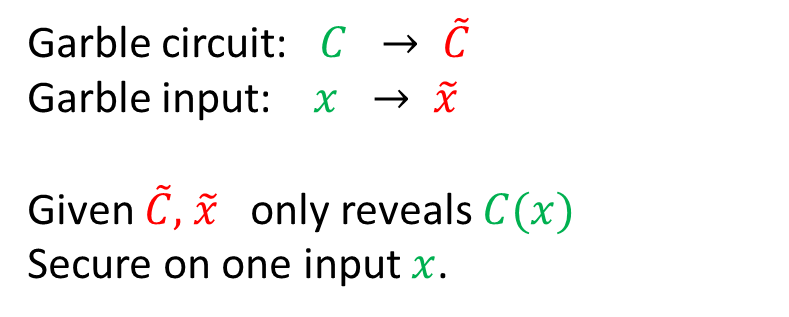 Garble circuit: C → C̃
Garble input: x → x̃
Given C̃, x̃ only reveals C(x)
Secure on one input x.